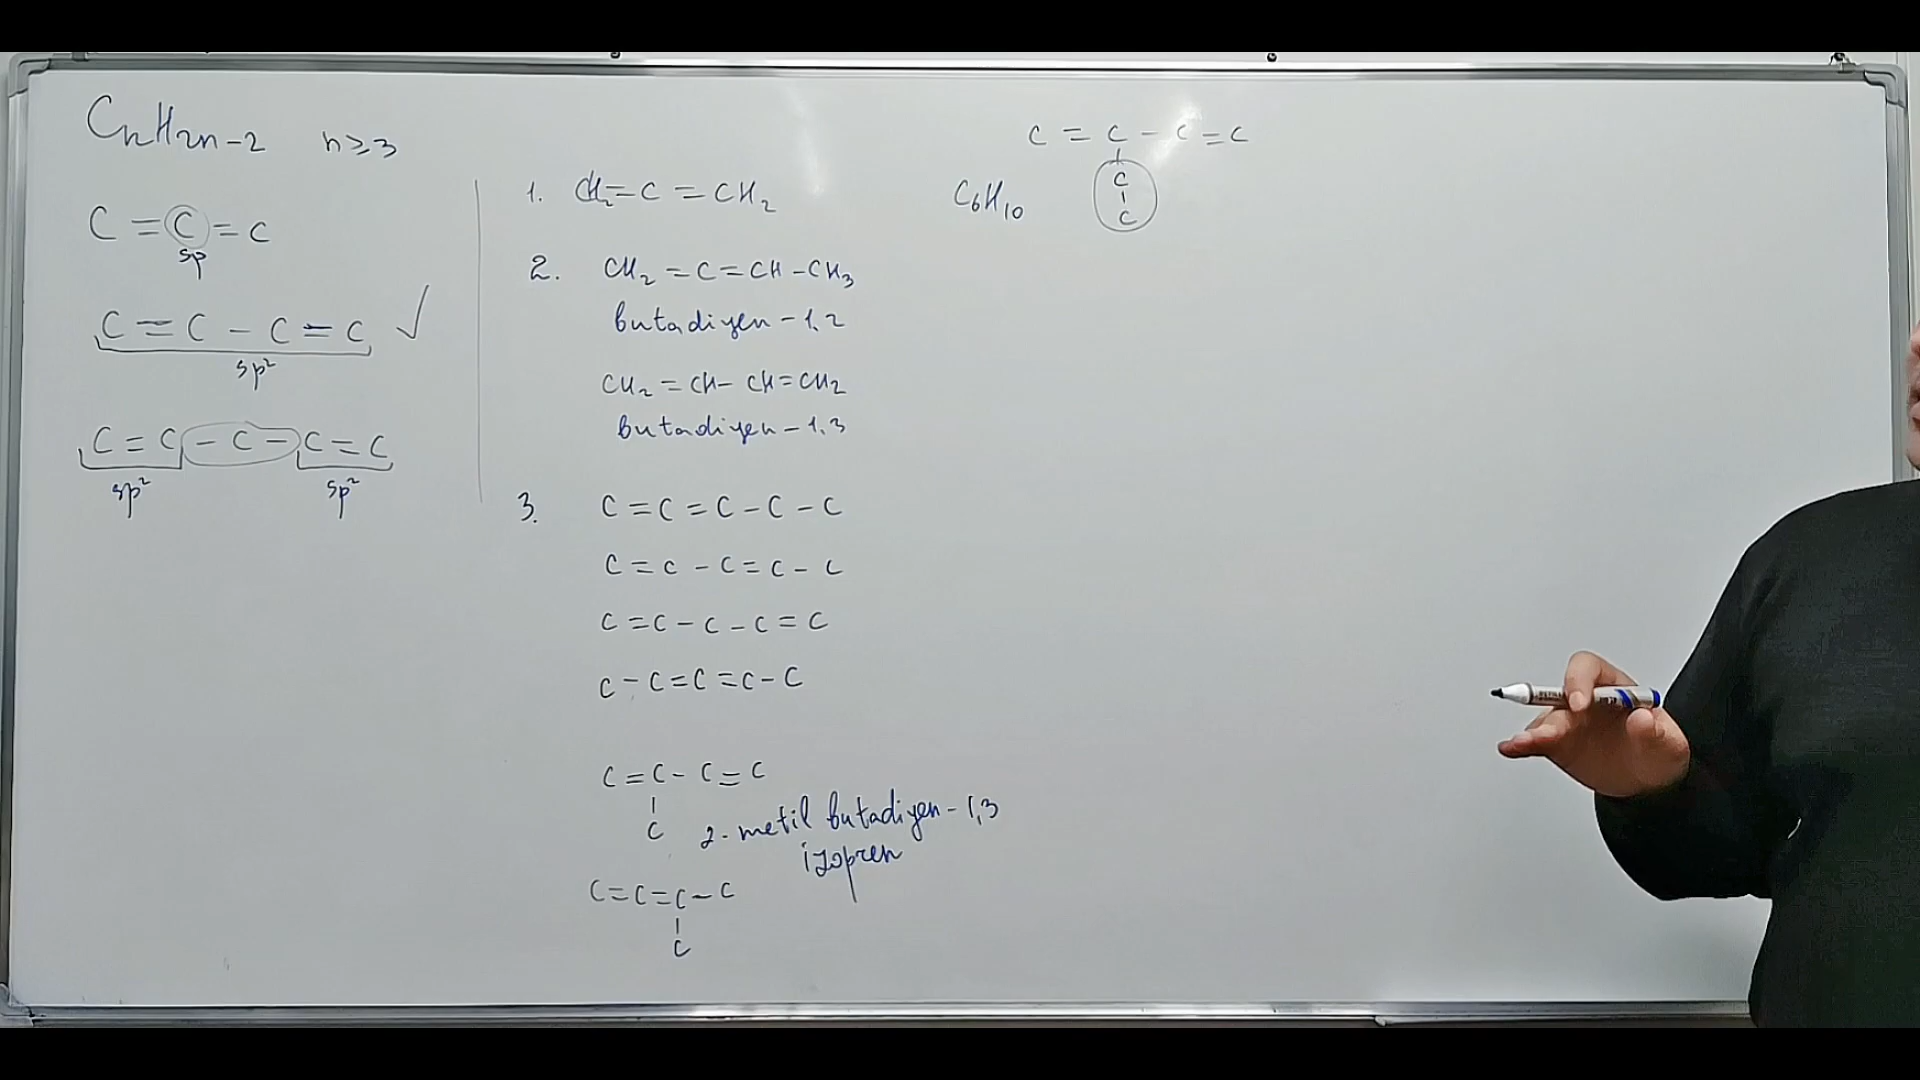 CnH2n-2 n≥3
C = C = C
sp
C = C - C = C ✓
sp²
C = C - C - C = C
sp² sp²
1. CH2=C=CH2
2. CH2=C=CH-CH3
butadiyen-1,2
CH2=CH-CH=CH2
butadiyen-1,3
3. C=C=C-C-C
C=C-C=C-C
C=C-C-C=C
C-C=C=C-C
C=C-C=C
|
C
2-metil butadiyen-1,3
izopren
C=C=C-C
|
C
C = C - C = C
|
C
|
C
C6H10